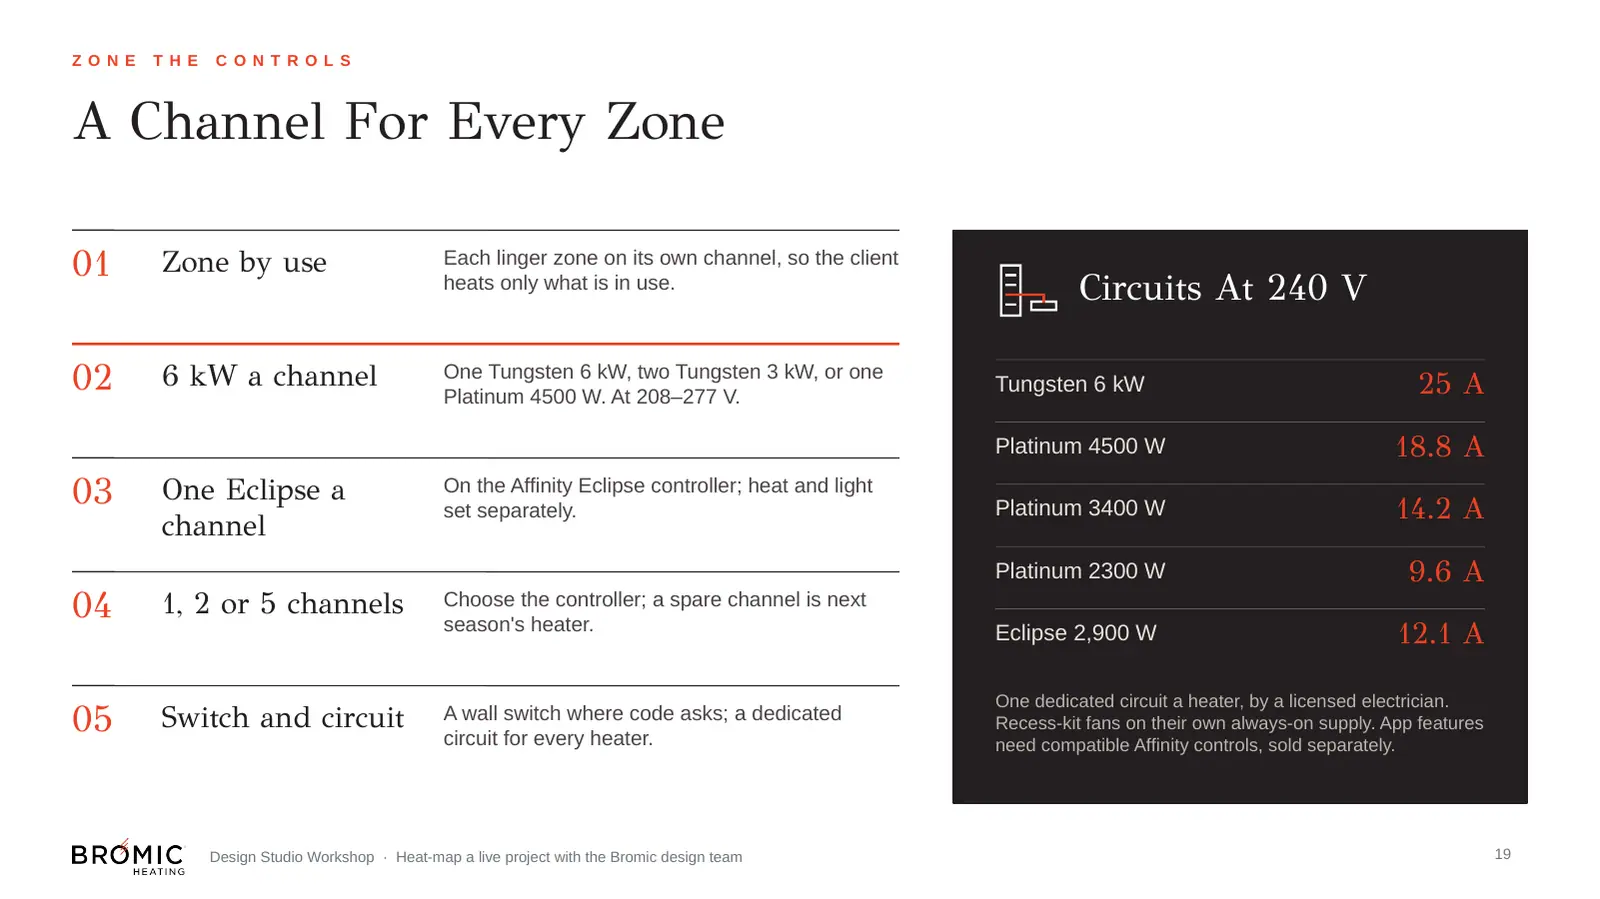 ZONE THE CONTROLS
A Channel For Every Zone
01
Zone by use
Each linger zone on its own channel, so the client
heats only what is in use.
02
6 kW a channel
One Tungsten 6 kW, two Tungsten 3 kW, or one
Platinum 4500 W. At 208–277 V.
03
One Eclipse a
channel
On the Affinity Eclipse controller; heat and light
set separately.
04
1, 2 or 5 channels
Choose the controller; a spare channel is next
season's heater.
05
Switch and circuit
A wall switch where code asks; a dedicated
circuit for every heater.
Circuits At 240 V
Tungsten 6 kW 25 A
Platinum 4500 W 18.8 A
Platinum 3400 W 14.2 A
Platinum 2300 W 9.6 A
Eclipse 2,900 W 12.1 A
One dedicated circuit a heater, by a licensed electrician.
Recess-kit fans on their own always-on supply. App features
need compatible Affinity controls, sold separately.
BROMIC
HEATING
Design Studio Workshop · Heat-map a live project with the Bromic design team
19